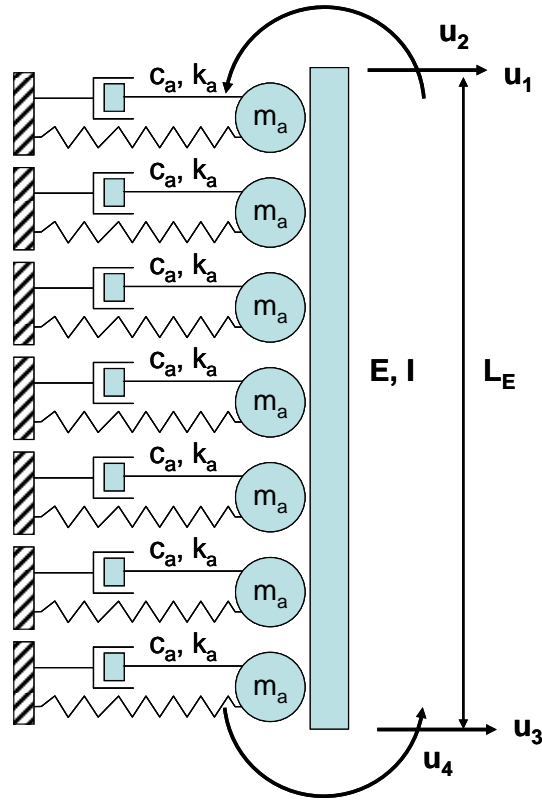 u₂
u₁
cₐ, kₐ
mₐ
cₐ, kₐ
mₐ
cₐ, kₐ
mₐ
cₐ, kₐ
mₐ
E, I
L_E
cₐ, kₐ
mₐ
cₐ, kₐ
mₐ
cₐ, kₐ
mₐ
u₃
u₄